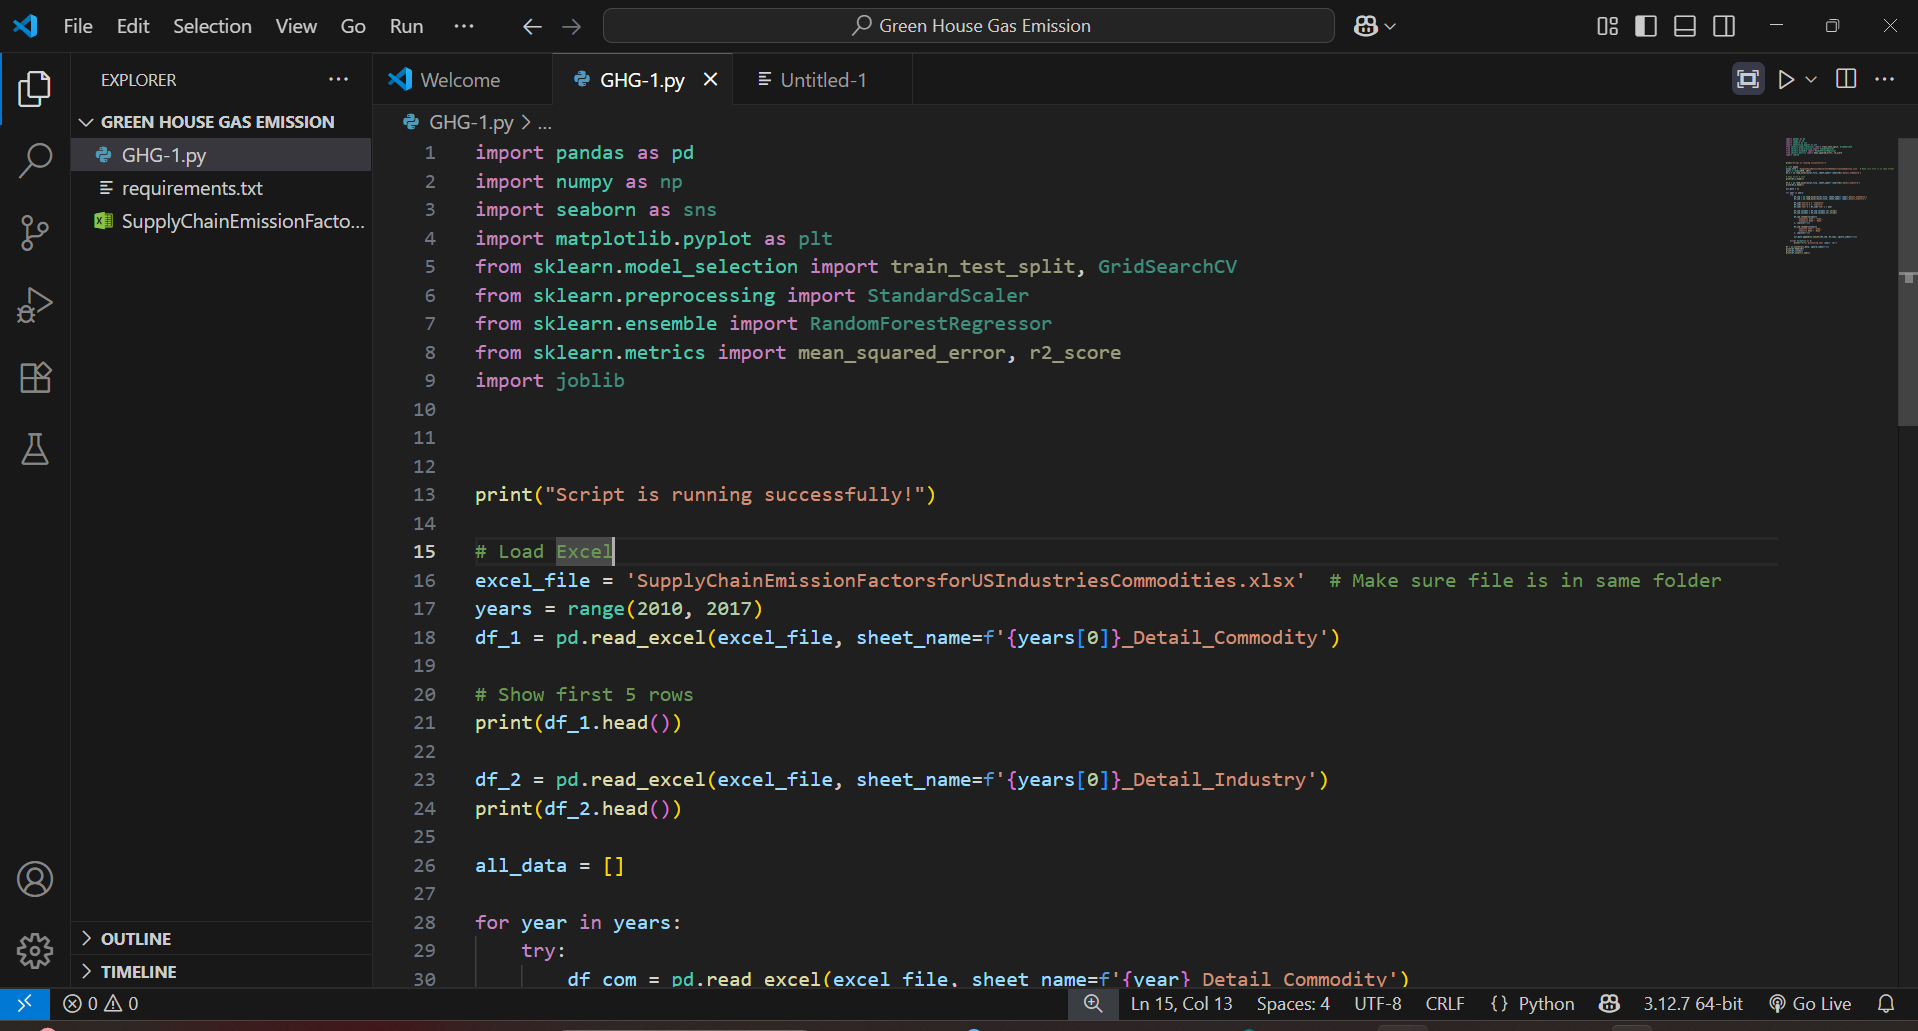 File Edit Selection View Go Run ··· Green House Gas Emission
EXPLORER ···
GREEN HOUSE GAS EMISSION
GHG-1.py
requirements.txt
SupplyChainEmissionFacto...
OUTLINE
TIMELINE
Welcome GHG-1.py Untitled-1
GHG-1.py > ...
1 import pandas as pd
2 import numpy as np
3 import seaborn as sns
4 import matplotlib.pyplot as plt
5 from sklearn.model_selection import train_test_split, GridSearchCV
6 from sklearn.preprocessing import StandardScaler
7 from sklearn.ensemble import RandomForestRegressor
8 from sklearn.metrics import mean_squared_error, r2_score
9 import joblib
10
11
12
13 print("Script is running successfully!")
14
15 # Load Excel
16 excel_file = 'SupplyChainEmissionFactorsforUSIndustriesCommodities.xlsx'  # Make sure file is in same folder
17 years = range(2010, 2017)
18 df_1 = pd.read_excel(excel_file, sheet_name=f'{years[0]}_Detail_Commodity')
19
20 # Show first 5 rows
21 print(df_1.head())
22
23 df_2 = pd.read_excel(excel_file, sheet_name=f'{years[0]}_Detail_Industry')
24 print(df_2.head())
25
26 all_data = []
27
28 for year in years:
29     try:
30         df_com = pd.read_excel(excel_file, sheet_name=f'{year}_Detail_Commodity')
0 0 Ln 15, Col 13 Spaces: 4 UTF-8 CRLF {} Python 3.12.7 64-bit Go Live